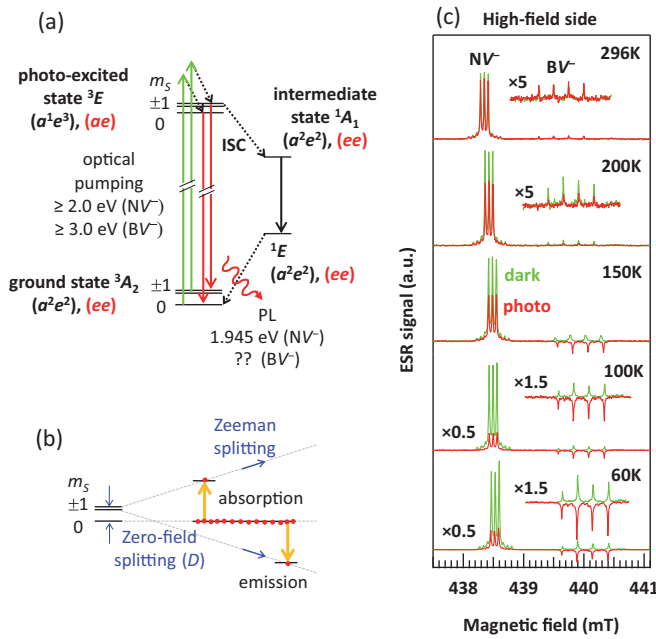 (a)
photo-excited
state ³E
(a¹e³), (ae)
mₛ
±1
0
intermediate
state ¹A₁
(a²e²), (ee)
ISC
optical
pumping
≥ 2.0 eV (NV⁻)
≥ 3.0 eV (BV⁻)
¹E
(a²e²), (ee)
ground state ³A₂
(a²e²), (ee)
±1
0
PL
1.945 eV (NV⁻)
?? (BV⁻)
(b)
Zeeman
splitting
mₛ
±1
0
absorption
Zero-field
splitting (D)
emission
(c)
High-field side
NV⁻
BV⁻
296K
×5
200K
×5
150K
dark
photo
100K
×1.5
×0.5
60K
×1.5
×0.5
ESR signal (a.u.)
438 439 440 441
Magnetic field (mT)